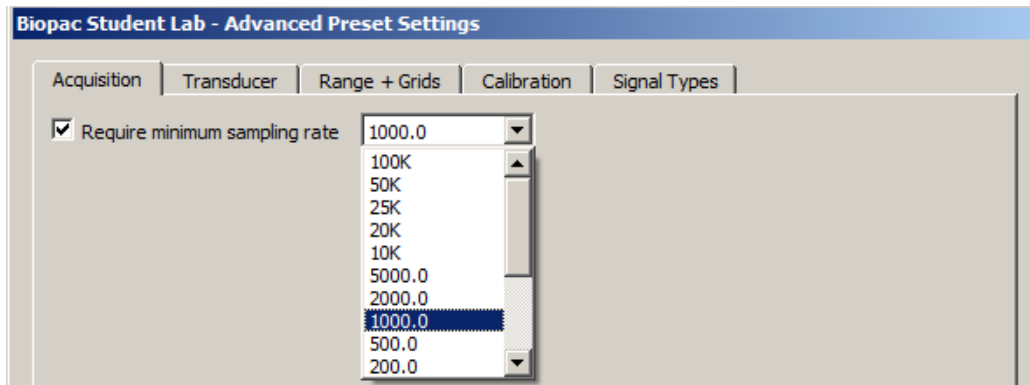 Biopac Student Lab - Advanced Preset Settings
Acquisition Transducer Range + Grids Calibration Signal Types
Require minimum sampling rate 1000.0
100K
50K
25K
20K
10K
5000.0
2000.0
1000.0
500.0
200.0